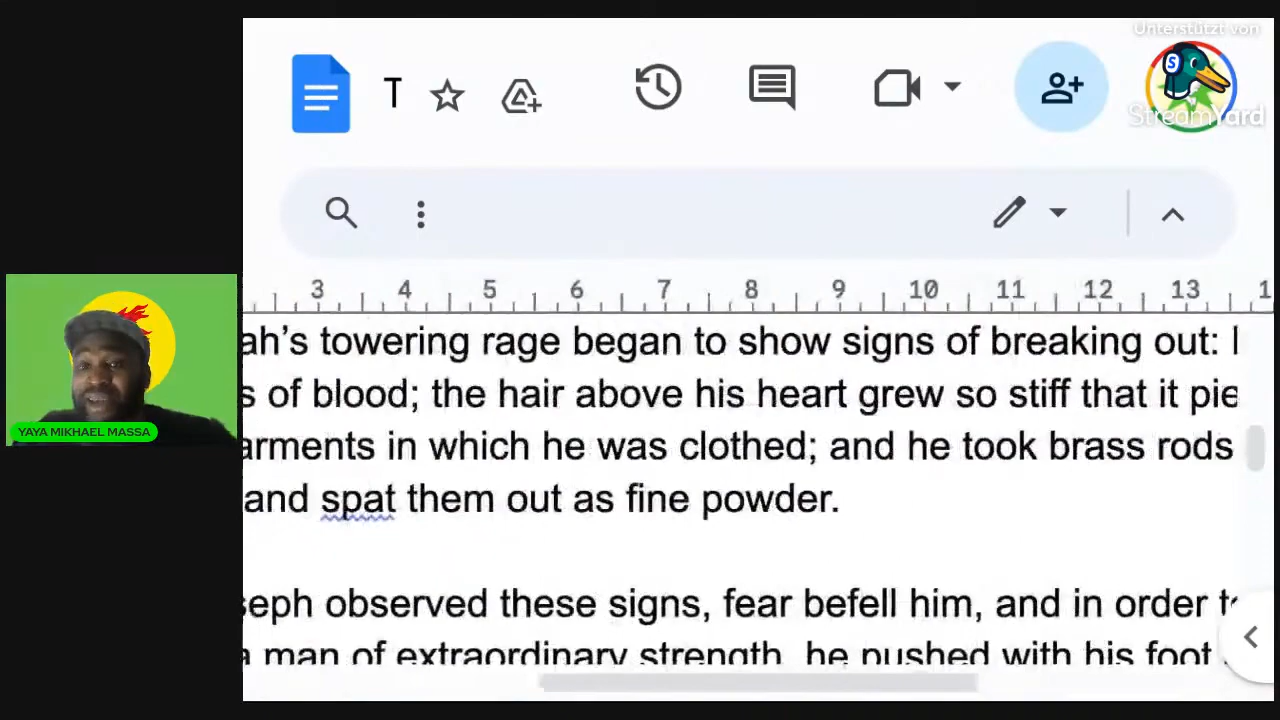 Unterstützt von
StreamYard
T
3 4 5 6 7 8 9 10 11 12 13 1
ah’s towering rage began to show signs of breaking out:
s of blood; the hair above his heart grew so stiff that it pie
arments in which he was clothed; and he took brass rods
and spat them out as fine powder.
seph observed these signs, fear befell him, and in order t
a man of extraordinary strength, he pushed with his foot
YAYA MIKHAEL MASSA